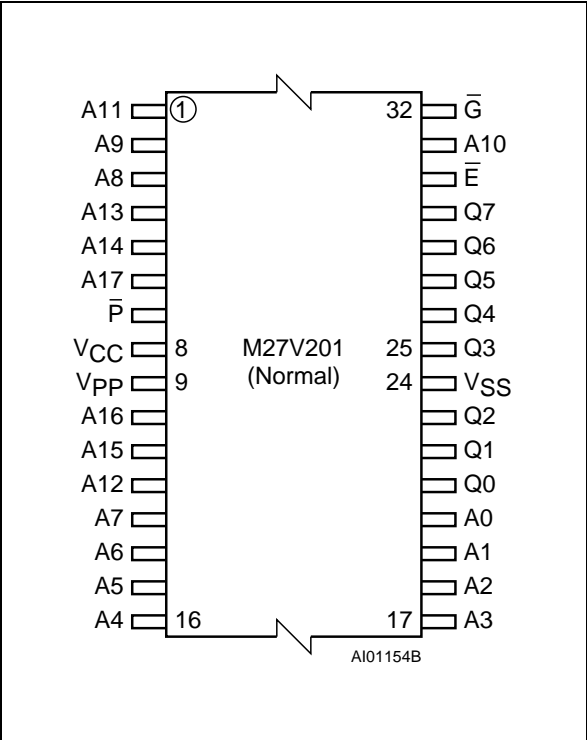 A11 1 32 G̅
A9 A10
A8 E̅
A13 Q7
A14 Q6
A17 Q5
P̅ Q4
VCC 8 M27V201 25 Q3
VPP 9 (Normal) 24 VSS
A16 Q2
A15 Q1
A12 Q0
A7 A0
A6 A1
A5 A2
A4 16 17 A3
AI01154B